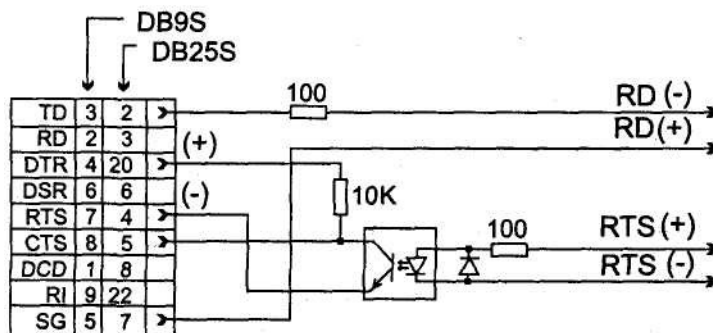 DB9S
DB25S
100
RD (-)
TD 3 2
RD(+)
RD 2 3 (+)
DTR 4 20
DSR 6 6 (-)
10K
RTS 7 4
100
RTS (+)
CTS 8 5
RTS (-)
DCD 1 8
RI 9 22
SG 5 7